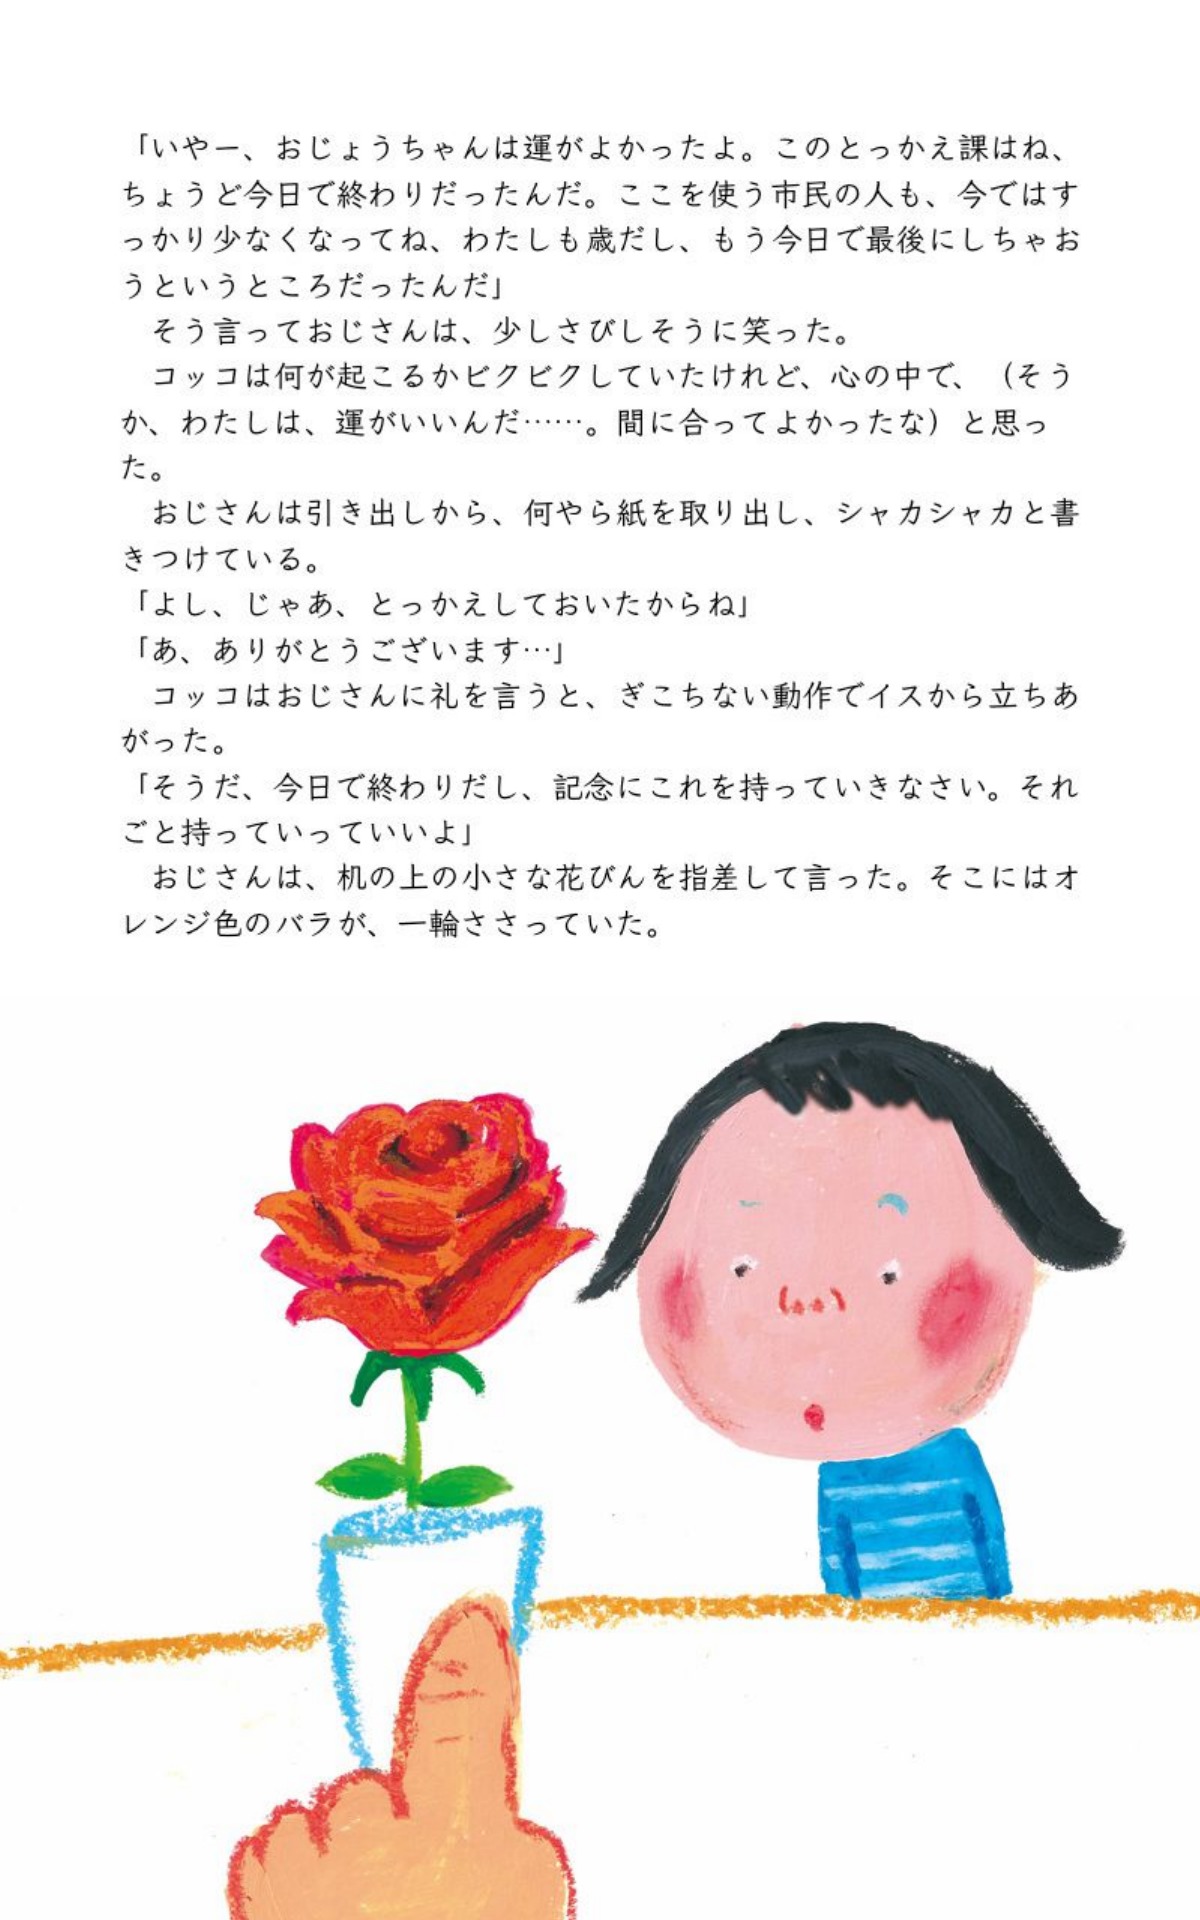 「いやー、おじょうちゃんは運がよかったよ。このとっかえ課はね、
ちょうど今日で終わりだったんだ。ここを使う市民の人も、今ではす
っかり少なくなってね、わたしも歳だし、もう今日で最後にしちゃお
うというところだったんだ」
　そう言っておじさんは、少しさびしそうに笑った。
　コッコは何が起こるかビクビクしていたけれど、心の中で、（そう
か、わたしは、運がいいんだ……。間に合ってよかったな）と思っ
た。
　おじさんは引き出しから、何やら紙を取り出し、シャカシャカと書
きつけている。
「よし、じゃあ、とっかえしておいたからね」
「あ、ありがとうございます…」
　コッコはおじさんに礼を言うと、ぎこちない動作でイスから立ちあ
がった。
「そうだ、今日で終わりだし、記念にこれを持っていきなさい。それ
ごと持っていっていいよ」
　おじさんは、机の上の小さな花びんを指差して言った。そこにはオ
レンジ色のバラが、一輪ささっていた。